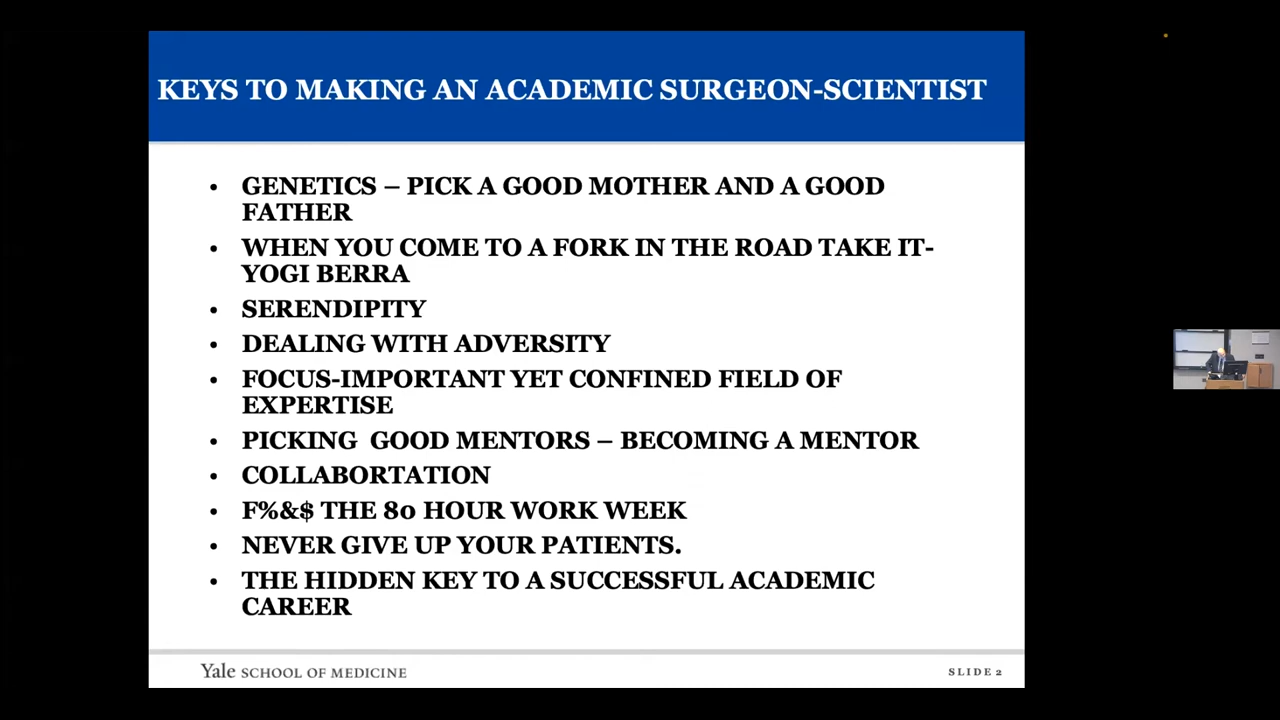 KEYS TO MAKING AN ACADEMIC SURGEON-SCIENTIST
• GENETICS – PICK A GOOD MOTHER AND A GOOD
FATHER
• WHEN YOU COME TO A FORK IN THE ROAD TAKE IT-
YOGI BERRA
• SERENDIPITY
• DEALING WITH ADVERSITY
• FOCUS-IMPORTANT YET CONFINED FIELD OF
EXPERTISE
• PICKING  GOOD MENTORS – BECOMING A MENTOR
• COLLABORTATION
• F%&$ THE 80 HOUR WORK WEEK
• NEVER GIVE UP YOUR PATIENTS.
• THE HIDDEN KEY TO A SUCCESSFUL ACADEMIC
CAREER
Yale SCHOOL OF MEDICINE
SLIDE 2